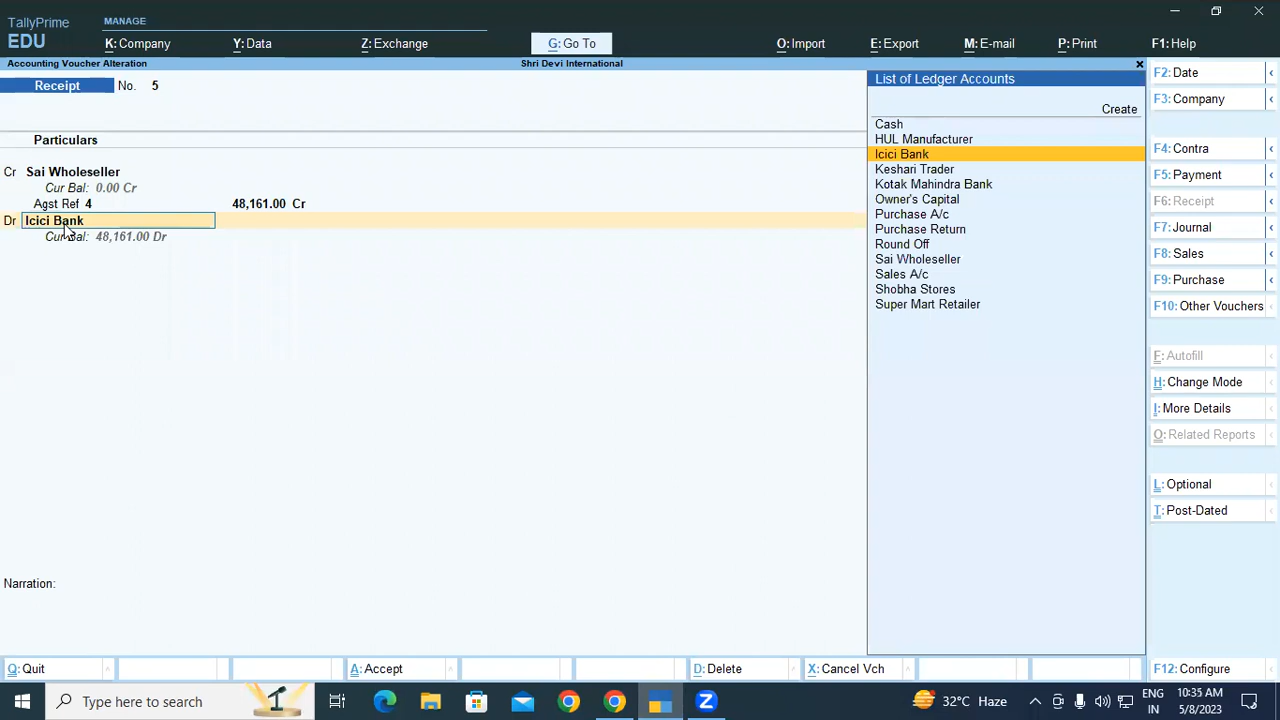 TallyPrime
EDU
MANAGE
K: Company
Y: Data
Z: Exchange
G: Go To
O: Import
E: Export
M: E-mail
P: Print
F1: Help
Accounting Voucher Alteration
Shri Devi International
Receipt No. 5
Particulars
Cr Sai Wholeseller
Cur Bal: 0.00 Cr
Agst Ref 4 48,161.00 Cr
Dr Icici Bank
Cur Bal: 48,161.00 Dr
Narration:
List of Ledger Accounts
Create
Cash
HUL Manufacturer
Icici Bank
Keshari Trader
Kotak Mahindra Bank
Owner's Capital
Purchase A/c
Purchase Return
Round Off
Sai Wholeseller
Sales A/c
Shobha Stores
Super Mart Retailer
F2: Date
F3: Company
F4: Contra
F5: Payment
F6: Receipt
F7: Journal
F8: Sales
F9: Purchase
F10: Other Vouchers
F: Autofill
H: Change Mode
I: More Details
O: Related Reports
L: Optional
T: Post-Dated
Q: Quit
A: Accept
D: Delete
X: Cancel Vch
F12: Configure
Type here to search
32°C Haze
ENG
IN
10:35 AM
5/8/2023